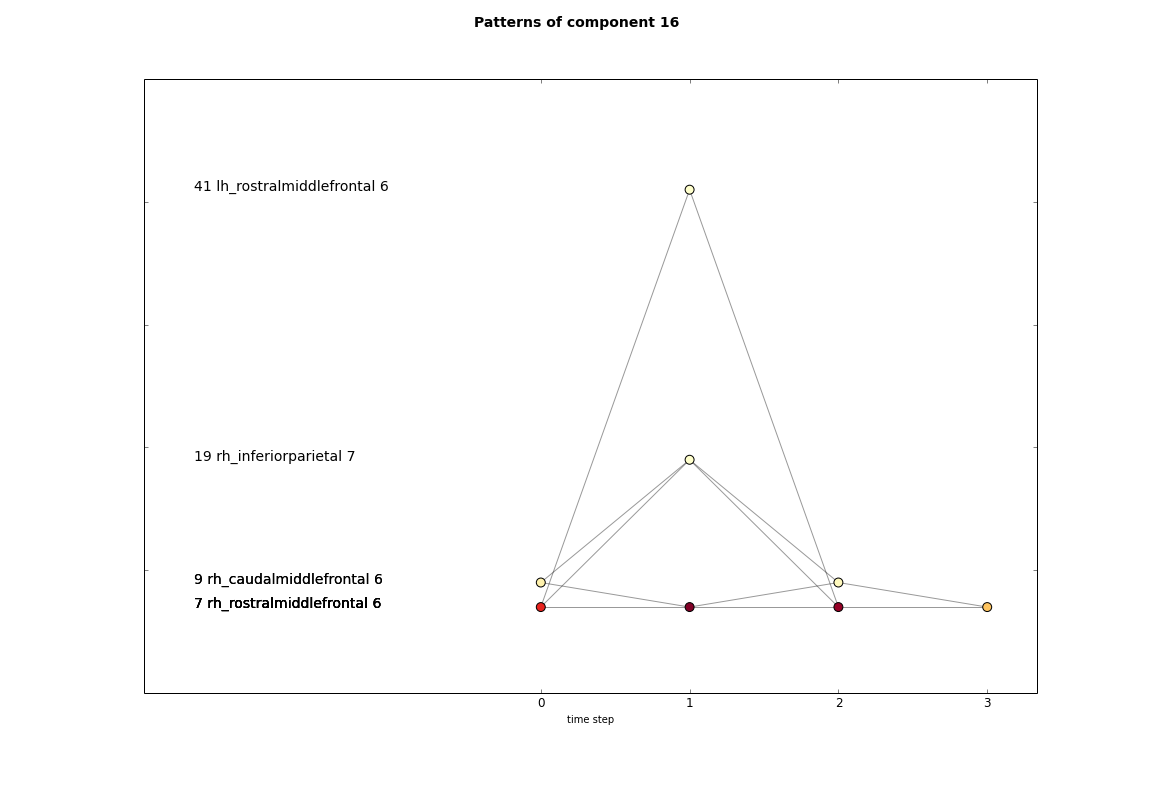 Patterns of component 16
41 lh_rostralmiddlefrontal 6
19 rh_inferiorparietal 7
9 rh_caudalmiddlefrontal 6
7 rh_rostralmiddlefrontal 6
0 1 2 3
time step